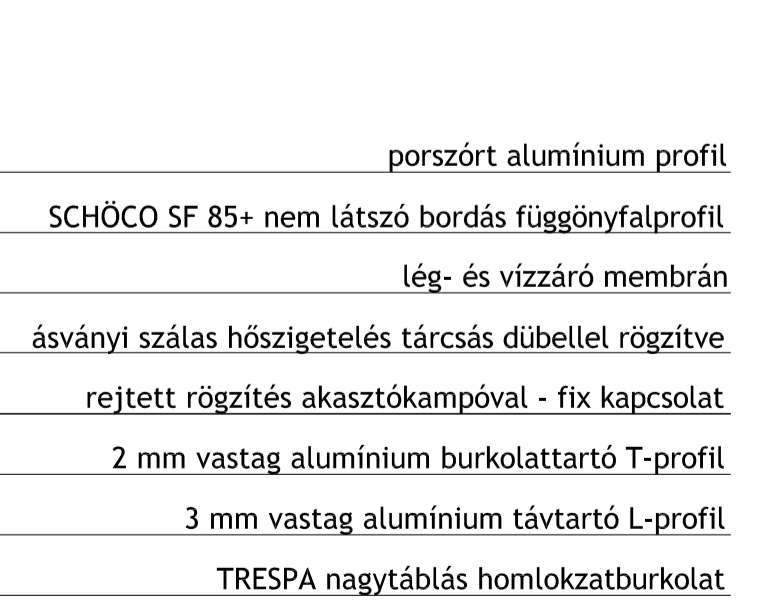 porszórt alumínium profil
SCHÖCO SF 85+ nem látszó bordás függönyfalprofil
lég- és vízzáró membrán
ásványi szálas hőszigetelés tárcsás dübellel rögzítve
rejtett rögzítés akasztókampóval - fix kapcsolat
2 mm vastag alumínium burkolattartó T-profil
3 mm vastag alumínium távtartó L-profil
TRESPA nagytáblás homlokzatburkolat